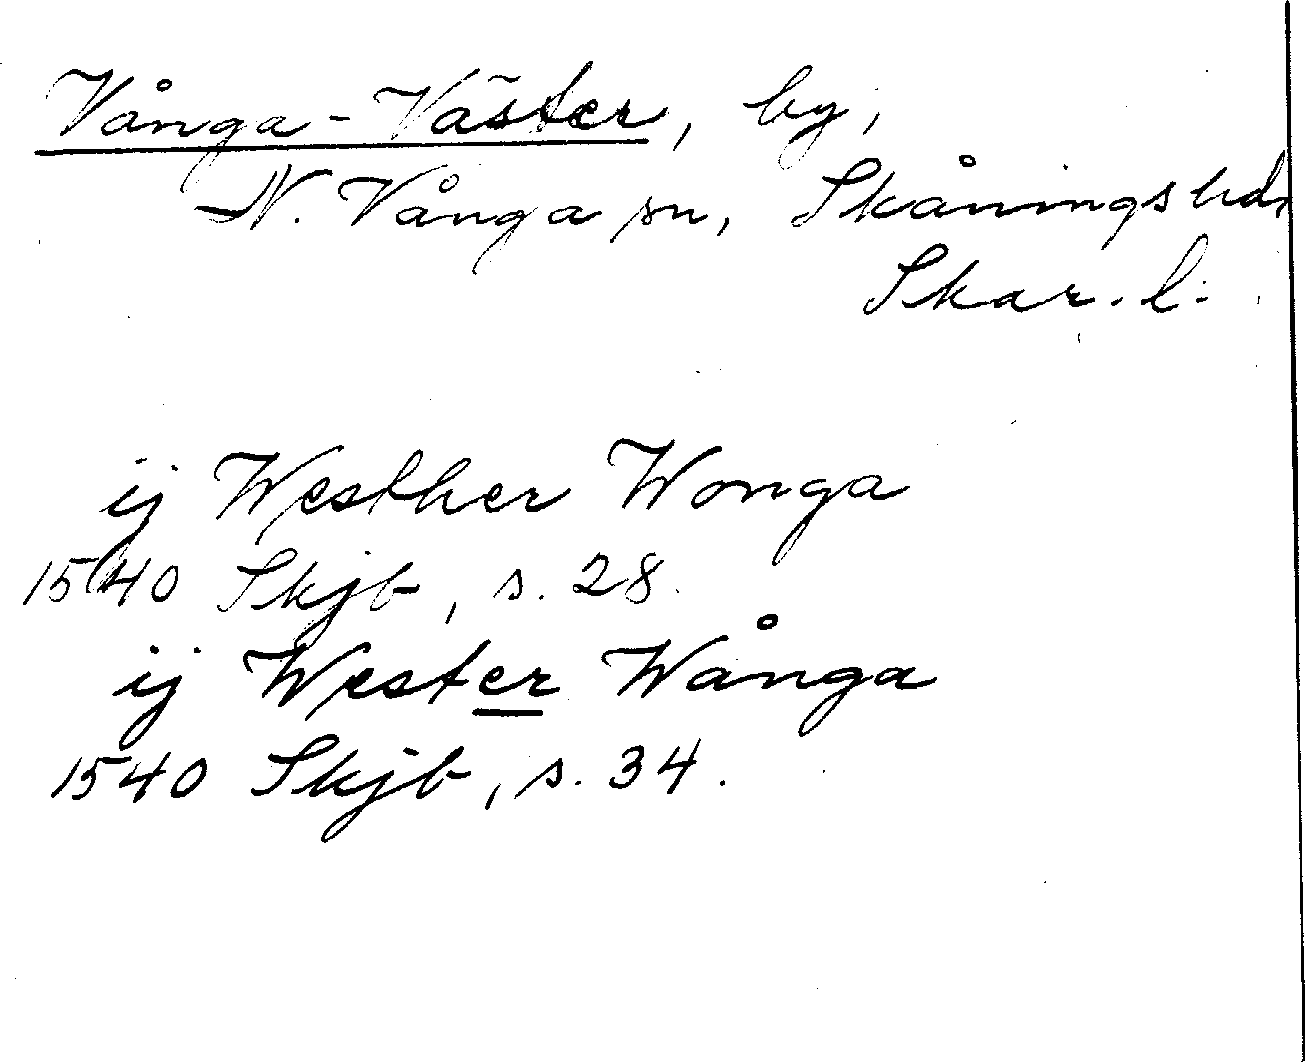 Vånga-Väster, by,
N. Vånga sn, Skånings hd.
Skar. l.
ij Westher Wonga
1540 Skjb, s. 28.
ij Wester Wånga
1540 Skjb, s. 34.